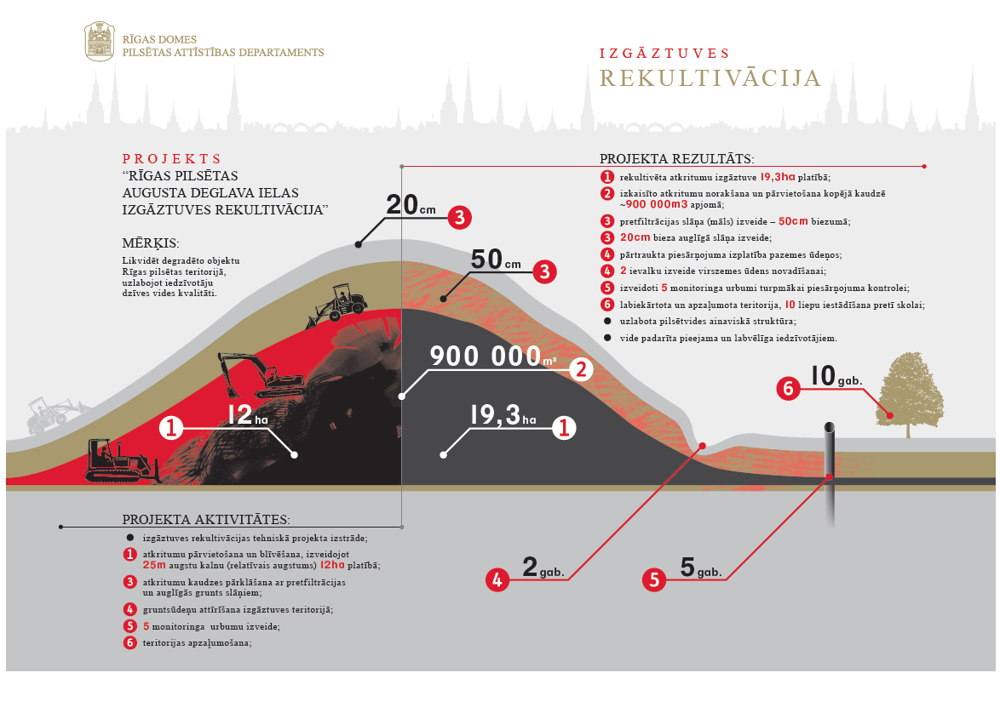 RĪGAS DOMES
PILSĒTAS ATTĪSTĪBAS DEPARTAMENTS
IZGĀZTUVES
REKULTIVĀCIJA
PROJEKTS
“RĪGAS PILSĒTAS
AUGUSTA DEGLAVA IELAS
IZGĀZTUVES REKULTIVĀCIJA”
MĒRĶIS:
Likvidēt degradēto objektu
Rīgas pilsētas teritorijā,
uzlabojot iedzīvotāju
dzīves vides kvalitāti.
PROJEKTA REZULTĀTS:
1 rekultivēta atkritumu izgāztuve 19,3ha platībā;
2 izkaisīto atkritumu norakšana un pārvietošana kopējā kaudzē
~900 000m3 apjomā;
3 pretfiltrācijas slāņa (māls) izveide – 50cm biezumā;
3 20cm bieza auglīgā slāņa izveide;
4 pārtraukta piesārņojuma izplatība pazemes ūdeņos;
4 2 ievalku izveide virszemes ūdens novadīšanai;
5 izveidoti 5 monitoringa urbumi turpmākai piesārņojuma kontrolei;
6 labiekārtota un apzaļumota teritorija, 10 liepu iestādīšana pretī skolai;
● uzlabota pilsētvides ainaviskā struktūra;
● vide padarīta pieejama un labvēlīga iedzīvotājiem.
20cm 3
50cm 3
900 000m³ 2
6 10gab.
1 12ha
19,3ha 1
PROJEKTA AKTIVITĀTES:
● izgāztuves rekultivācijas tehniskā projekta izstrāde;
1 atkritumu pārvietošana un blīvēšana, izveidojot
25m augstu kalnu (relatīvais augstums) 12ha platībā;
3 atkritumu kaudzes pārklāšana ar pretfiltrācijas
un auglīgās grunts slāņiem;
4 gruntsūdeņu attīrīšana izgāztuves teritorijā;
5 5 monitoringa urbumu izveide;
6 teritorijas apzaļumošana;
4 2gab.
5 5gab.